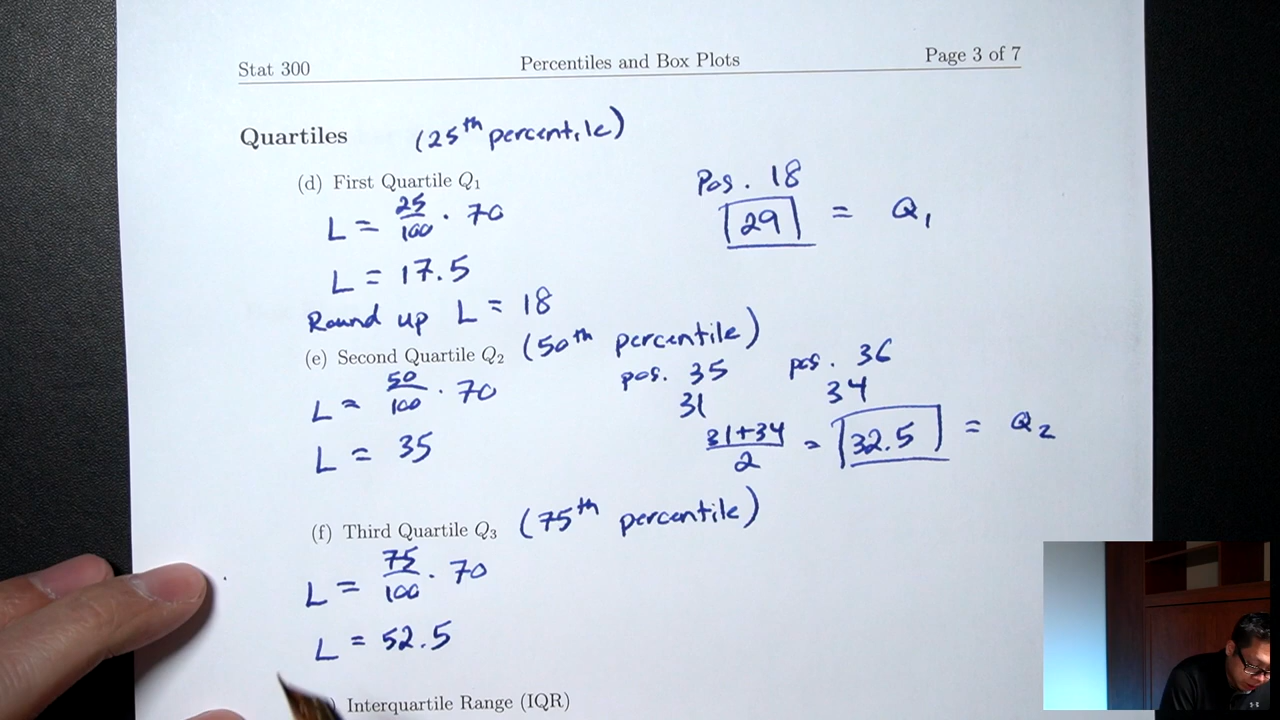 Stat 300 Percentiles and Box Plots Page 3 of 7
Quartiles (25th percentile)
(d) First Quartile Q1
L = 25/100 · 70
L = 17.5
Round up L = 18
Pos. 18
29 = Q1
(e) Second Quartile Q2 (50th percentile)
L = 50/100 · 70
L = 35
pos. 35 pos. 36
31 34
31+34/2 = 32.5 = Q2
(f) Third Quartile Q3 (75th percentile)
L = 75/100 · 70
L = 52.5
) Interquartile Range (IQR)